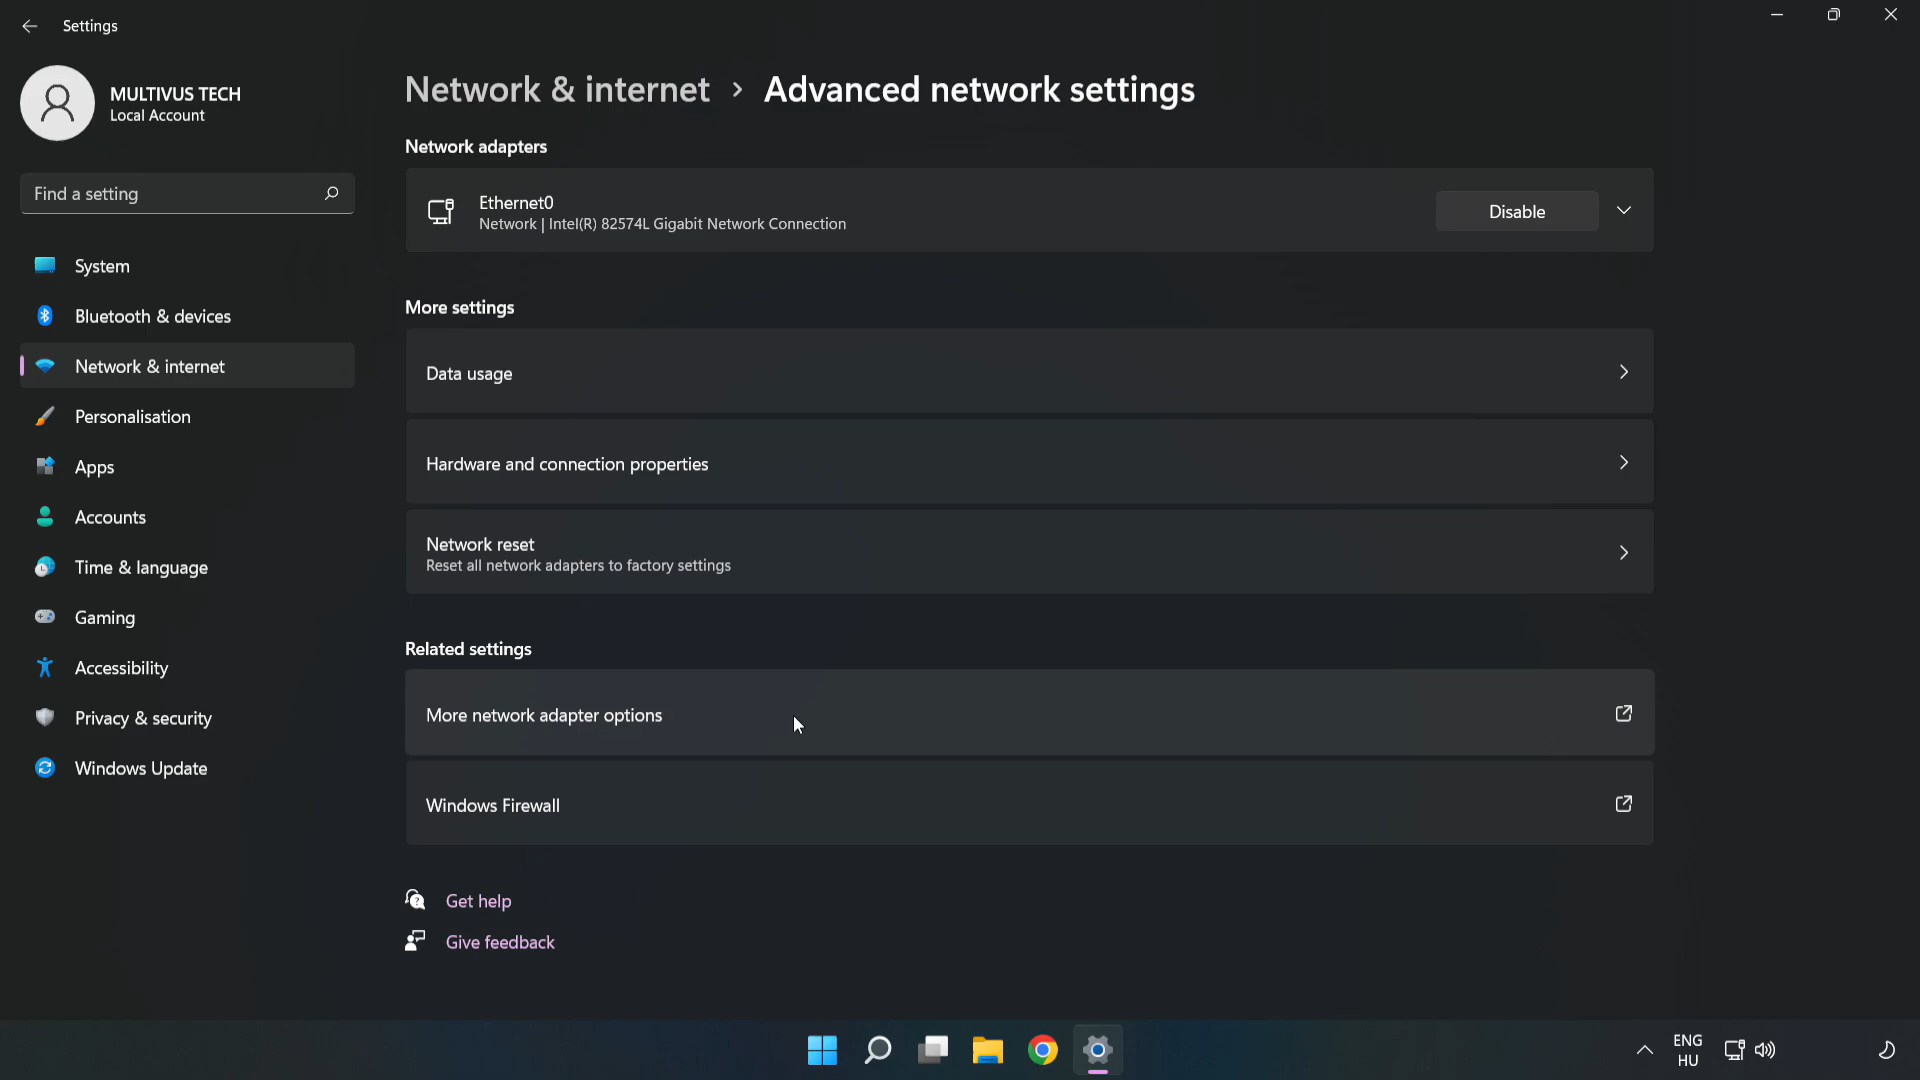 Settings
MULTIVUS TECH
Local Account
Find a setting
System
Bluetooth & devices
Network & internet
Personalisation
Apps
Accounts
Time & language
Gaming
Accessibility
Privacy & security
Windows Update
Network & internet > Advanced network settings
Network adapters
Ethernet0
Network | Intel(R) 82574L Gigabit Network Connection
Disable
More settings
Data usage
Hardware and connection properties
Network reset
Reset all network adapters to factory settings
Related settings
More network adapter options
Windows Firewall
Get help
Give feedback
ENG
HU